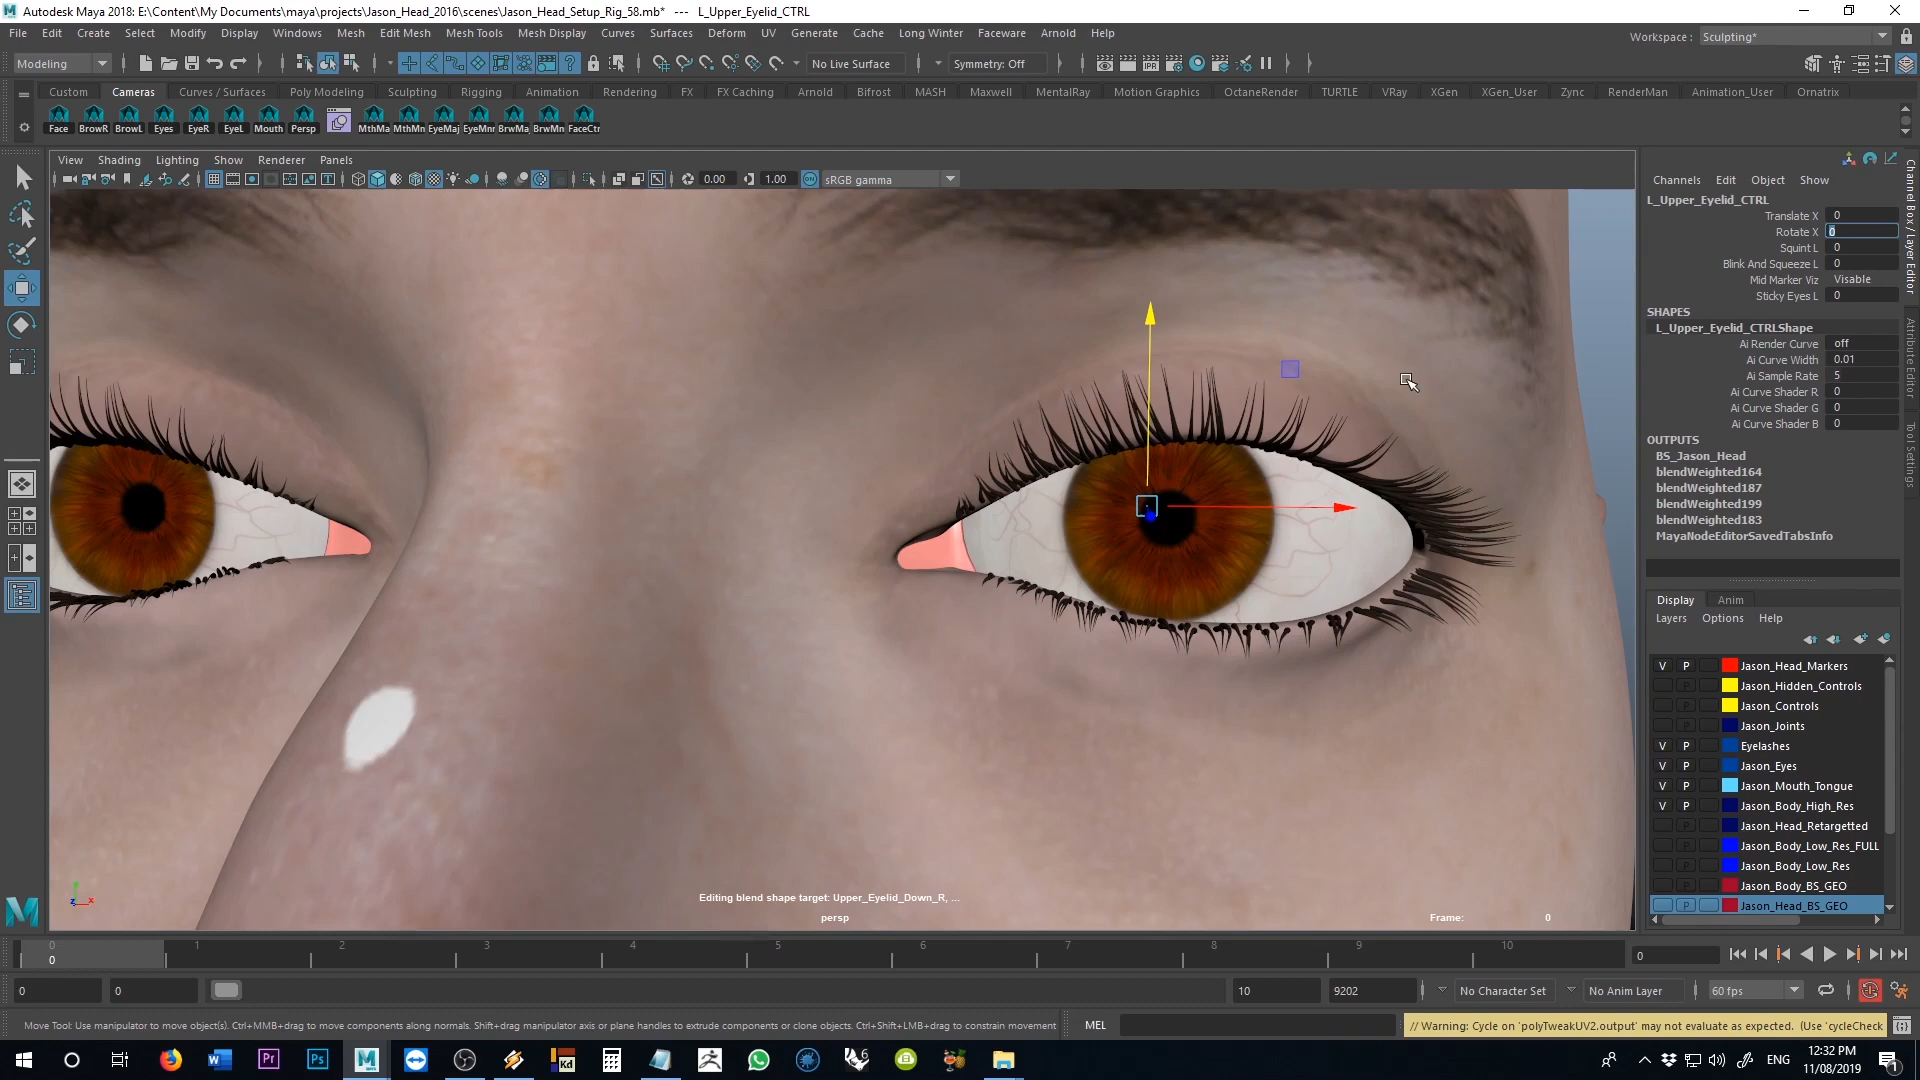 Autodesk Maya 2018: E:\Content\My Documents\maya\projects\Jason_Head_2016\scenes\Jason_Head_Setup_Rig_58.mb* --- L_Upper_Eyelid_CTRL
File Edit Create Select Modify Display Windows Mesh Edit Mesh Mesh Tools Mesh Display Curves Surfaces Deform UV Generate Cache Long Winter Faceware Arnold Help
Workspace : Sculpting*
Modeling No Live Surface Symmetry: Off
Custom Cameras Curves / Surfaces Poly Modeling Sculpting Rigging Animation Rendering FX FX Caching Arnold Bifrost MASH Maxwell MentalRay Motion Graphics OctaneRender TURTLE VRay XGen XGen_User Zync RenderMan Animation_User Ornatrix
Face BrowR BrowL Eyes EyeR EyeL Mouth Persp MthMa MthMn EyeMaj EyeMnr BrwMa BrwMn FaceCtr
View Shading Lighting Show Renderer Panels
0.00 1.00 sRGB gamma
Channels Edit Object Show
L_Upper_Eyelid_CTRL
Translate X 0
Rotate X 0
Squint L 0
Blink And Squeeze L 0
Mid Marker Viz Visable
Sticky Eyes L 0
SHAPES
L_Upper_Eyelid_CTRLShape
Ai Render Curve off
Ai Curve Width 0.01
Ai Sample Rate 5
Ai Curve Shader R 0
Ai Curve Shader G 0
Ai Curve Shader B 0
OUTPUTS
BS_Jason_Head
blendWeighted164
blendWeighted187
blendWeighted199
blendWeighted183
MayaNodeEditorSavedTabsInfo
Channel Box / Layer Editor
Attribute Editor
Tool Settings
Display Anim
Layers Options Help
V P Jason_Head_Markers
P Jason_Hidden_Controls
P Jason_Controls
P Jason_Joints
V P Eyelashes
V P Jason_Eyes
V P Jason_Mouth_Tongue
V P Jason_Body_High_Res
P Jason_Head_Retargetted
P Jason_Body_Low_Res_FULL
P Jason_Body_Low_Res
P Jason_Body_BS_GEO
P Jason_Head_BS_GEO
Editing blend shape target: Upper_Eyelid_Down_R, ...
persp
Frame: 0
0 1 2 3 4 5 6 7 8 9 10
0 0
0 0 10 9202 No Character Set No Anim Layer 60 fps
Move Tool: Use manipulator to move object(s). Ctrl+MMB+drag to move components along normals. Shift+drag manipulator axis or plane handles to extrude components or clone objects. Ctrl+Shift+LMB+drag to constrain movement
MEL
// Warning: Cycle on 'polyTweakUV2.output' may not evaluate as expected. (Use 'cycleCheck
ENG
12:32 PM
11/08/2019